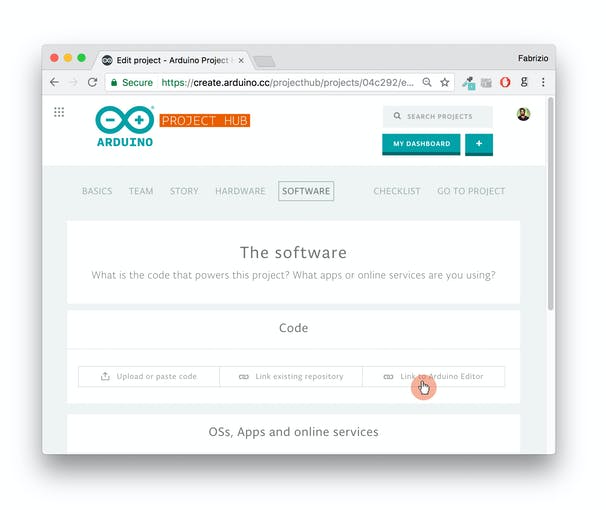 Edit project - Arduino Project
Fabrizio
Secure https://create.arduino.cc/projecthub/projects/04c292/e...
ARDUINO
PROJECT HUB
SEARCH PROJECTS
MY DASHBOARD +
BASICS TEAM STORY HARDWARE SOFTWARE CHECKLIST GO TO PROJECT
The software
What is the code that powers this project? What apps or online services are you using?
Code
Upload or paste code Link existing repository Link to Arduino Editor
OSs, Apps and online services